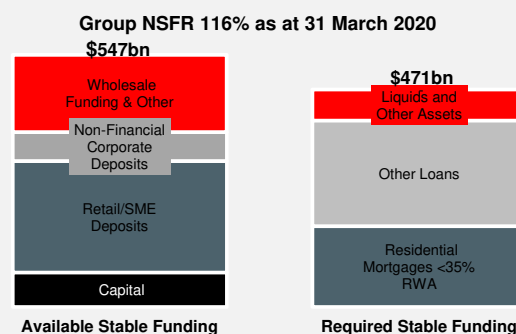 Group NSFR 116% as at 31 March 2020
$547bn
Wholesale
Funding & Other
Non-Financial
Corporate
Deposits
Retail/SME
Deposits
Capital
Available Stable Funding
$471bn
Liquids and
Other Assets
Other Loans
Residential
Mortgages <35%
RWA
Required Stable Funding